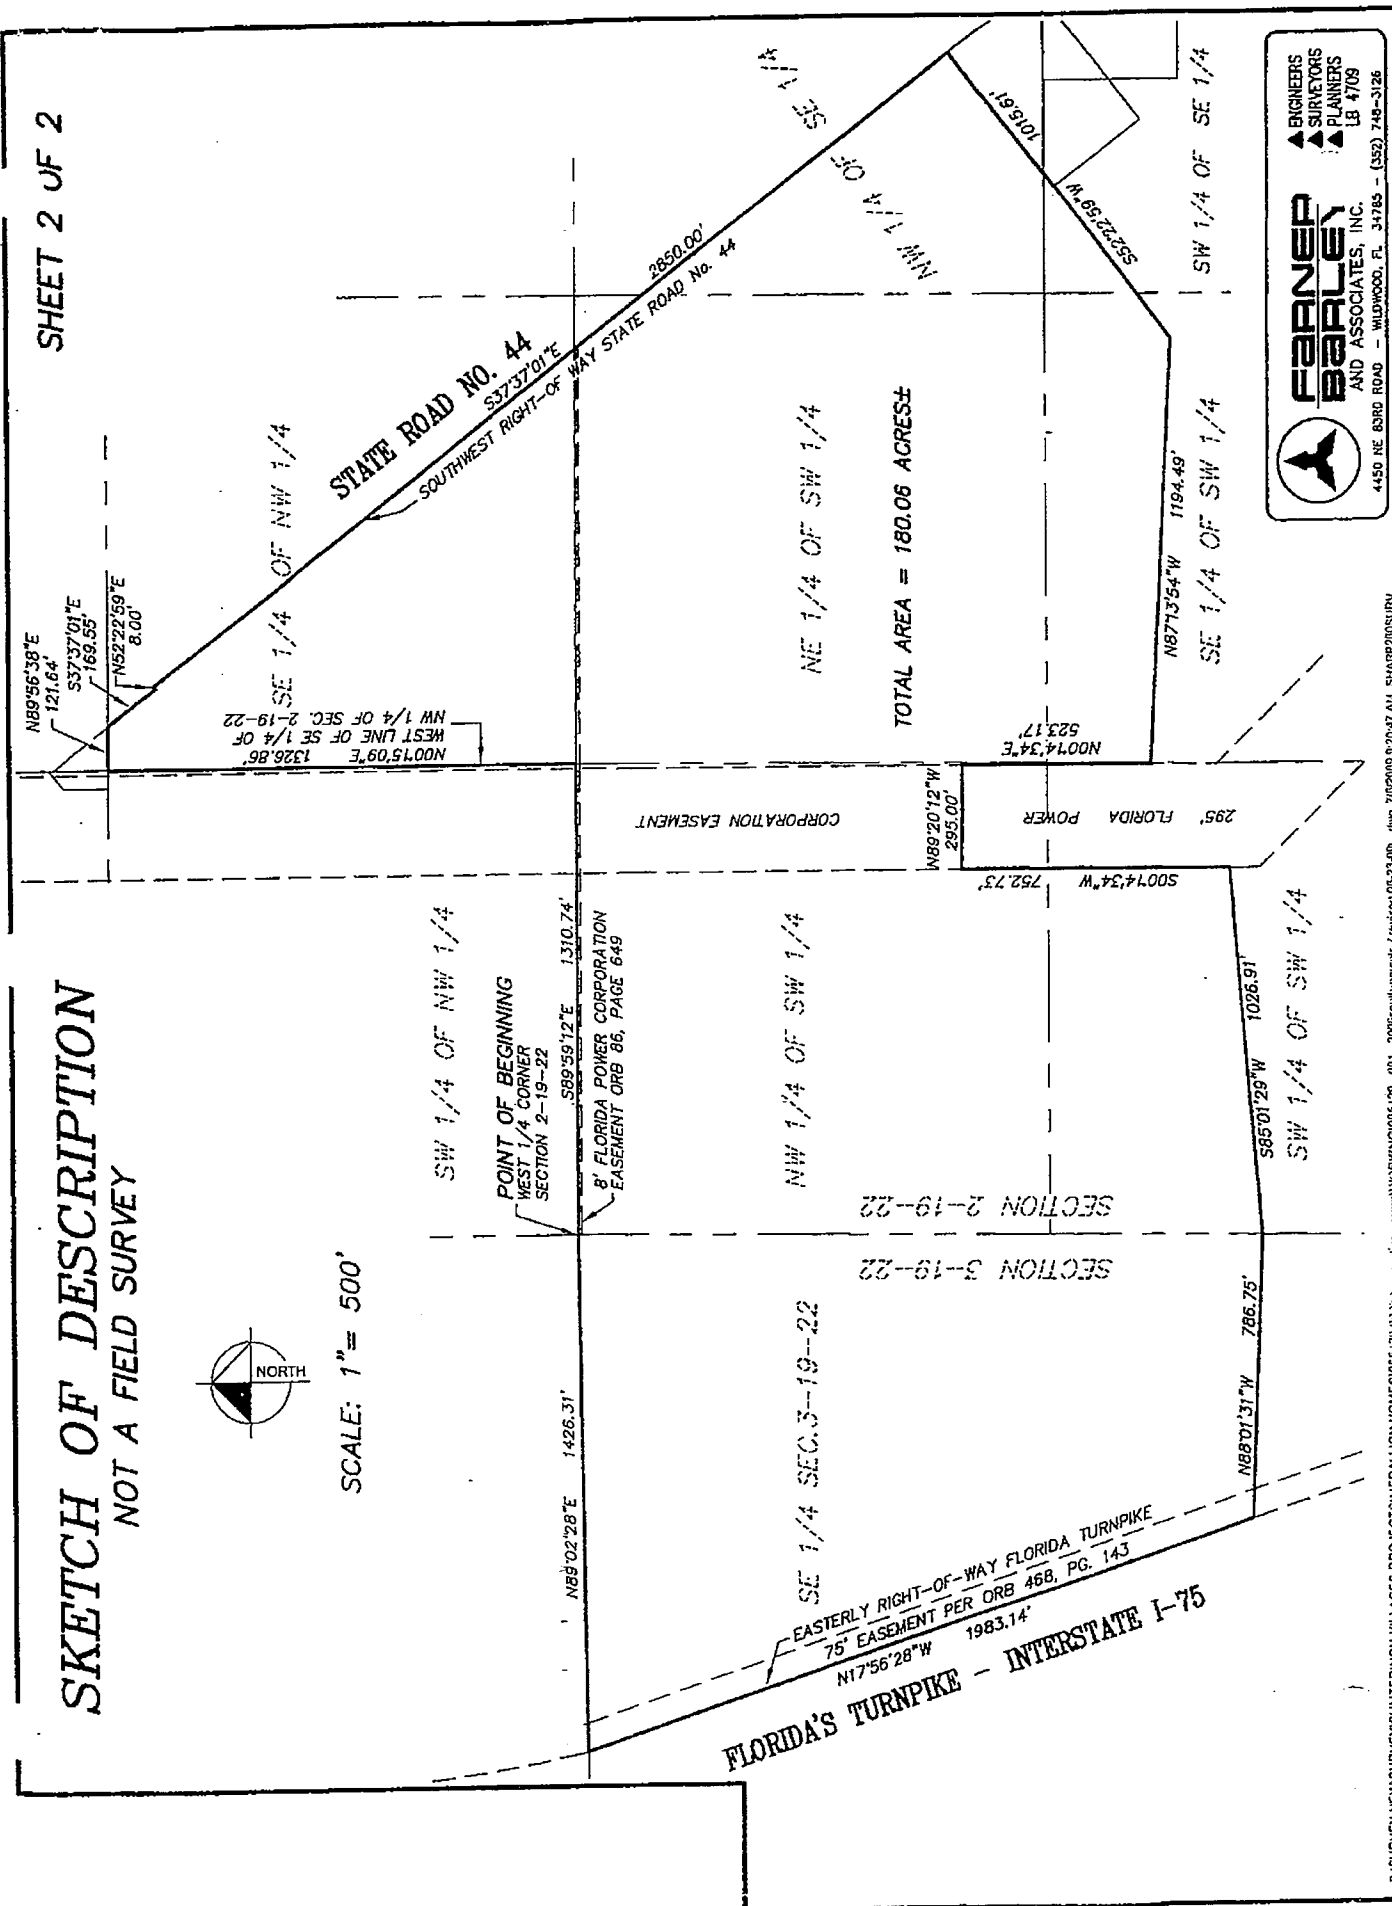 SHEET 2 OF 2
SKETCH OF DESCRIPTION
NOT A FIELD SURVEY
NORTH
SCALE: 1"= 500'
N89°56'38"E
121.64'
S37°37'01"E
169.55'
N52°22'59"E
8.00'
STATE ROAD NO. 44
S37°37'01"E
2850.00'
SOUTHWEST RIGHT-OF WAY STATE ROAD No. 44
SE 1/4 OF NW 1/4
N00°15'09"E 1326.86'
WEST LINE OF SE 1/4 OF
NW 1/4 OF SEC. 2-19-22
SW 1/4 OF NW 1/4
POINT OF BEGINNING
WEST 1/4 CORNER
SECTION 2-19-22
S89°59'12"E 1310.74'
8' FLORIDA POWER CORPORATION
EASEMENT ORB 86, PAGE 649
N89°02'28"E 1426.31'
NW 1/4 OF SE 1/4
1015.61'
S52°22'59"W
SW 1/4 OF SE 1/4
NE 1/4 OF SW 1/4
TOTAL AREA = 180.06 ACRES±
N87°13'54"W 1194.49'
SE 1/4 OF SW 1/4
N00°14'34"E
523.17'
N89°20'12"W
295.00'
295' FLORIDA POWER
CORPORATION EASEMENT
S00°14'34"W 752.73'
NW 1/4 OF SW 1/4
SECTION 2-19-22
SECTION 3-19-22
S85°01'29"W 1026.91'
SW 1/4 OF SW 1/4
SE 1/4 SEC.3-19-22
N88°01'31"W 786.75'
EASTERLY RIGHT-OF-WAY FLORIDA TURNPIKE
75' EASEMENT PER ORB 468, PG. 143
N17°56'28"W 1983.14'
FLORIDA'S TURNPIKE - INTERSTATE I-75
FARNER
BARLEY
AND ASSOCIATES, INC.
ENGINEERS
SURVEYORS
PLANNERS
LB 4709
4450 NE 83RD ROAD - WILDWOOD, FL 34785 - (352) 748-3126